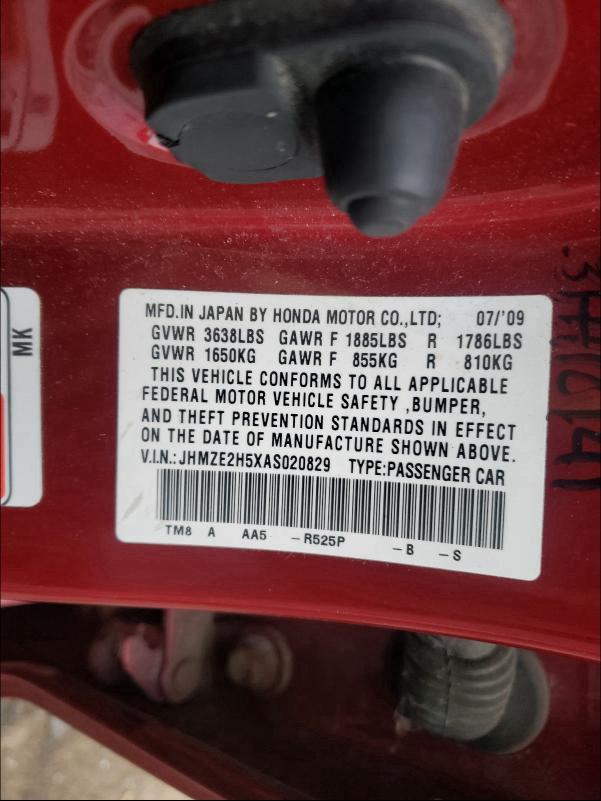 MFD.IN JAPAN BY HONDA MOTOR CO.,LTD; 07/'09
GVWR 3638LBS GAWR F 1885LBS R 1786LBS
GVWR 1650KG GAWR F 855KG R 810KG
THIS VEHICLE CONFORMS TO ALL APPLICABLE
FEDERAL MOTOR VEHICLE SAFETY ,BUMPER,
AND THEFT PREVENTION STANDARDS IN EFFECT
ON THE DATE OF MANUFACTURE SHOWN ABOVE.
V.I.N.: JHMZE2H5XAS020829 TYPE:PASSENGER CAR
TM8 A AA5 -R525P -B -S
MK